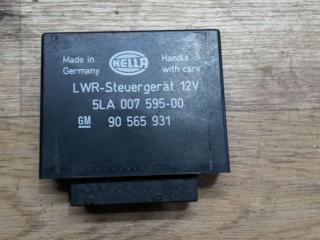 Made in Germany
HELLA
Handle with care
LWR-Steuergerät 12V
5LA 007 595-00
GM 90 565 931